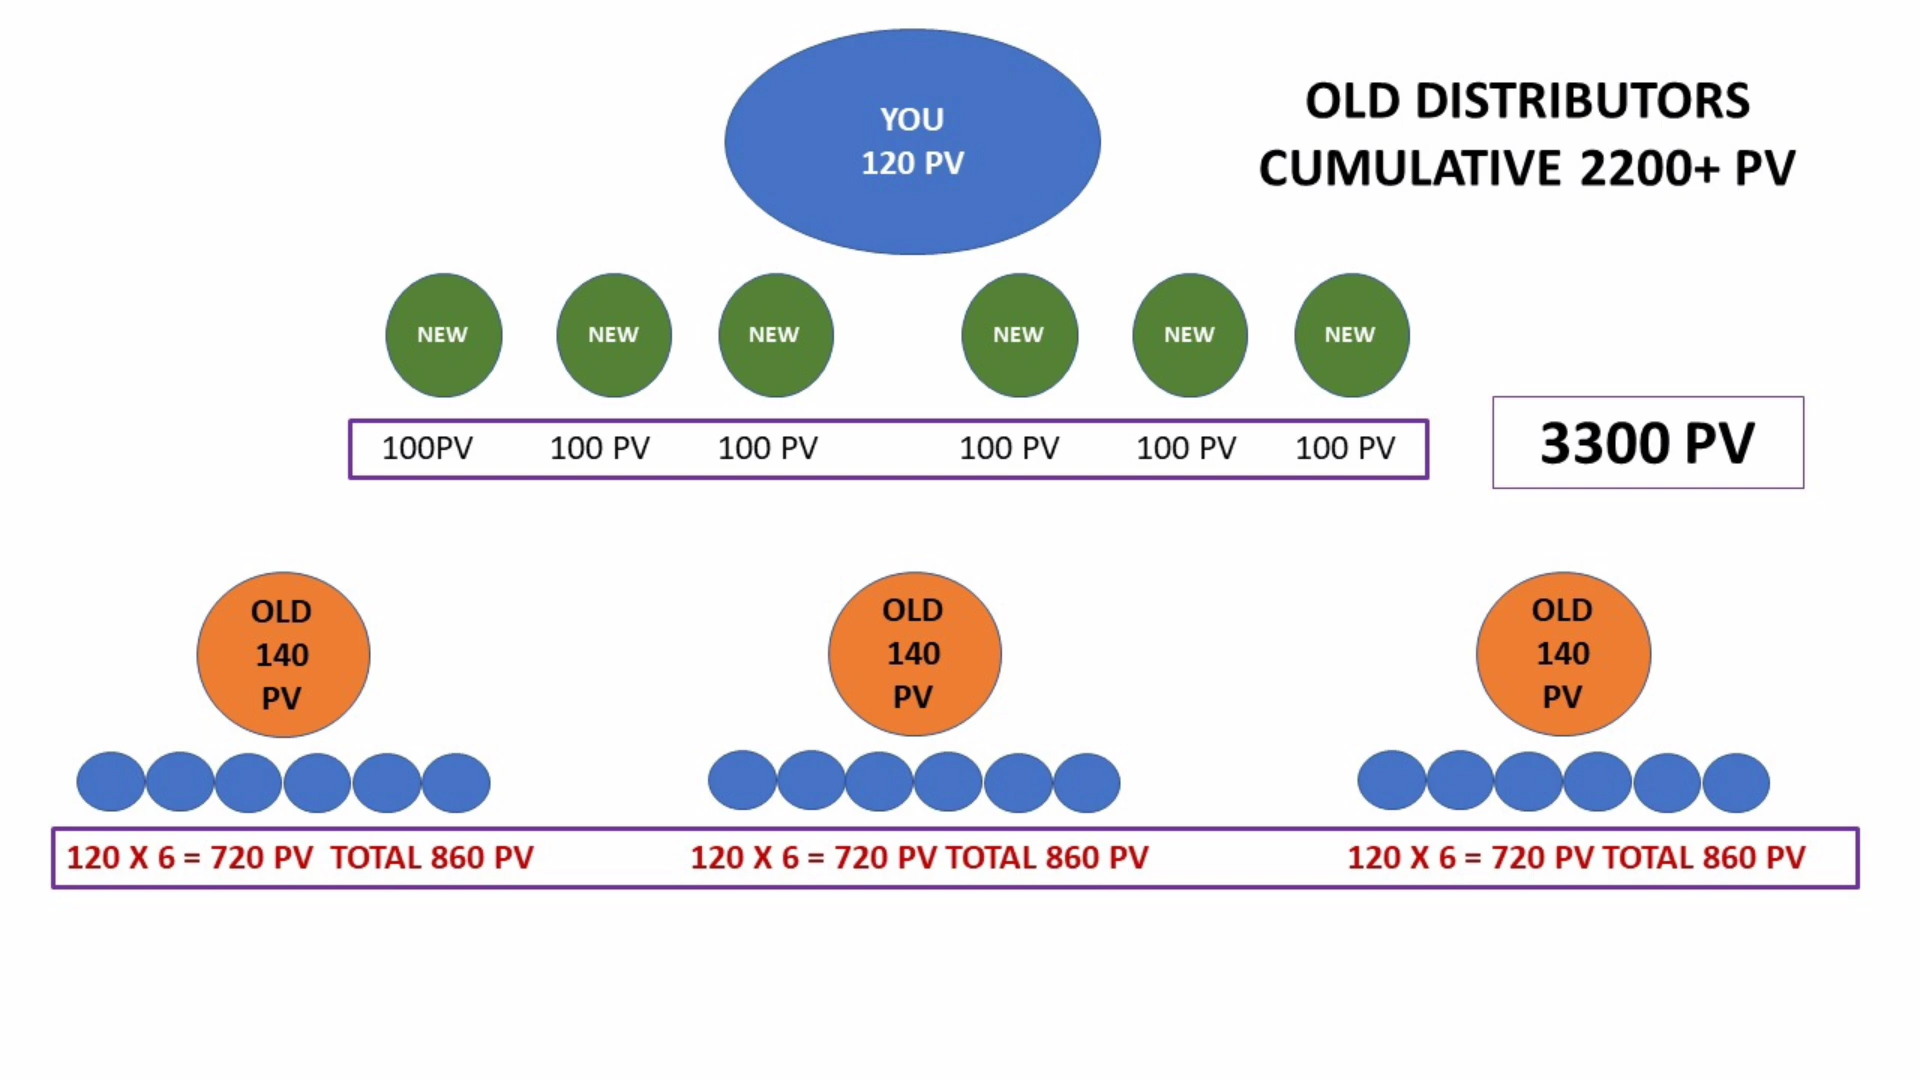 YOU
120 PV
OLD DISTRIBUTORS
CUMULATIVE 2200+ PV
NEW NEW NEW NEW NEW NEW
100PV 100 PV 100 PV 100 PV 100 PV 100 PV
3300 PV
OLD
140
PV
OLD
140
PV
OLD
140
PV
120 X 6 = 720 PV TOTAL 860 PV 120 X 6 = 720 PV TOTAL 860 PV 120 X 6 = 720 PV TOTAL 860 PV